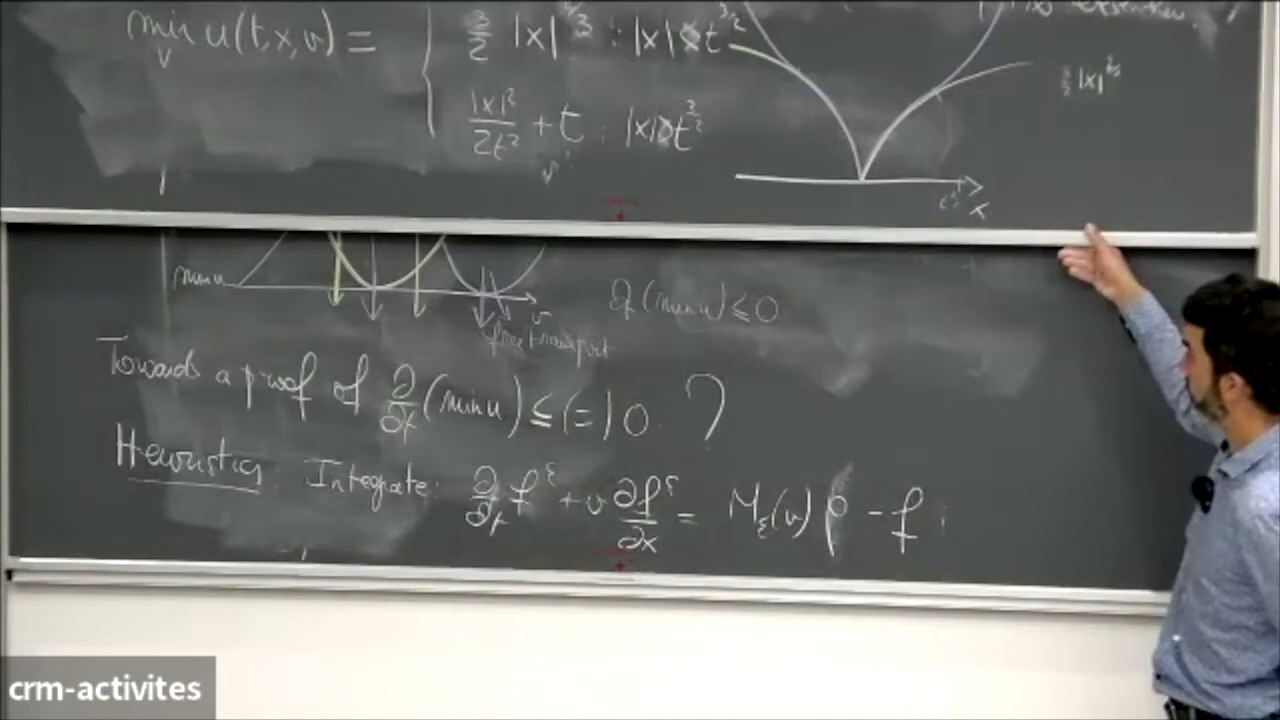 min u(t,x,v) = { 3/2 |x|^{2/3} : |x| < t^{3/2}
v
|x|²/2t² + t : |x| > t^{3/2}
3/2 |x|^{2/3}
x
min u
v
free transport
∂_t (min u) ≤ 0
Towards a proof of ∂/∂t (min u) ≤ (=) 0 ?
Heuristics: Integrate: ∂/∂t f^ε + v ∂f^ε/∂x = M_ε(v) ρ - f
crm-activites